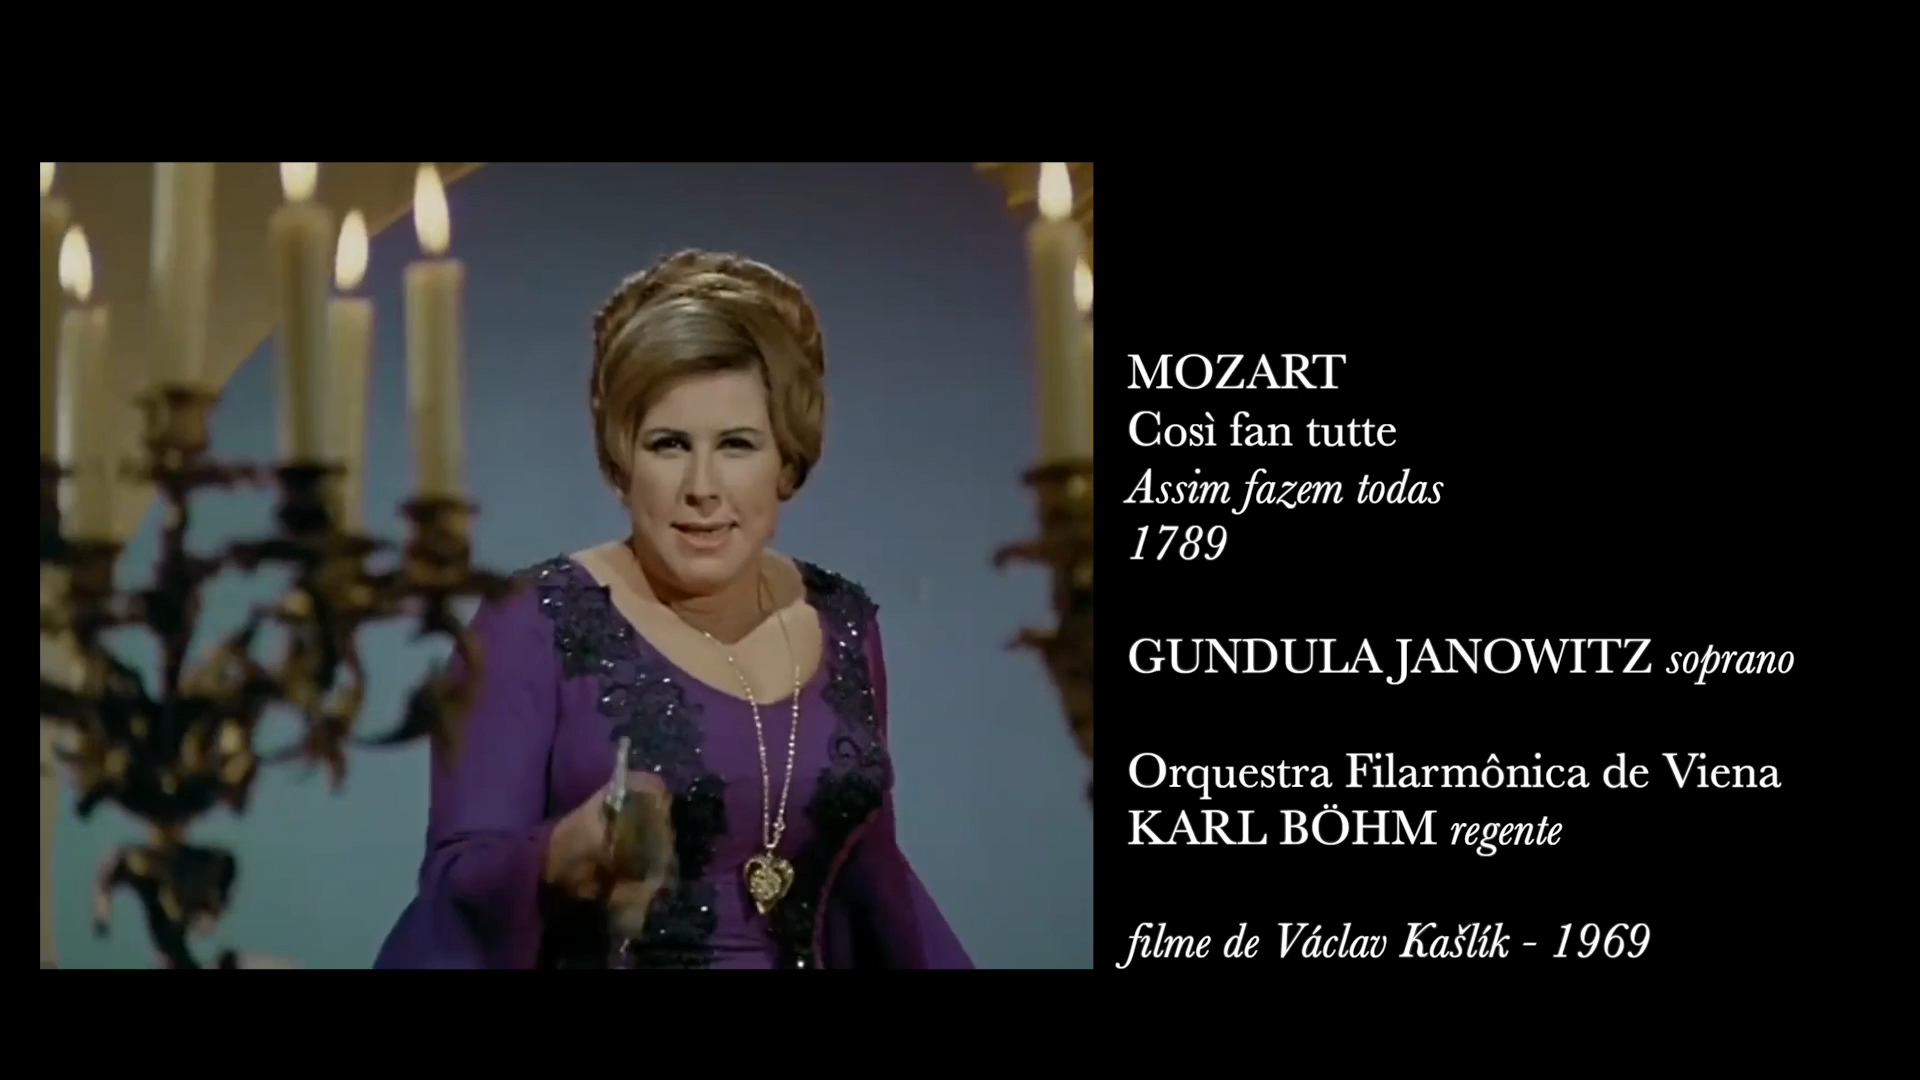 MOZART
Così fan tutte
Assim fazem todas
1789
GUNDULA JANOWITZ soprano
Orquestra Filarmônica de Viena
KARL BÖHM regente
filme de Václav Kašlík - 1969